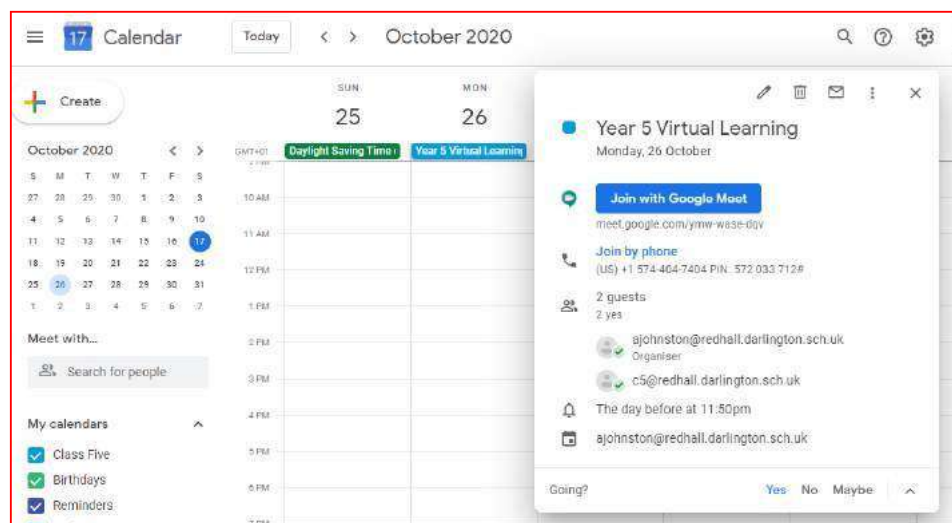 17 Calendar Today < > October 2020
Create
October 2020 < >
S M T W T F S
27 28 29 30 1 2 3
4 5 6 7 8 9 10
11 12 13 14 15 16 17
18 19 20 21 22 23 24
25 26 27 28 29 30 31
1 2 3 4 5 6 7
Meet with...
Search for people
My calendars
Class Five
Birthdays
Reminders
SUN MON
25 26
GMT+01 Daylight Saving Time Year 5 Virtual Learning
10 AM
11 AM
12 PM
1 PM
2 PM
3 PM
4 PM
5 PM
6 PM
Year 5 Virtual Learning
Monday, 26 October
Join with Google Meet
meet.google.com/ymw-wase-dqv
Join by phone
(US) +1 574-404-7404 PIN: 572 033 712#
2 guests
2 yes
ajohnston@redhall.darlington.sch.uk
Organiser
c5@redhall.darlington.sch.uk
The day before at 11:50pm
ajohnston@redhall.darlington.sch.uk
Going? Yes No Maybe